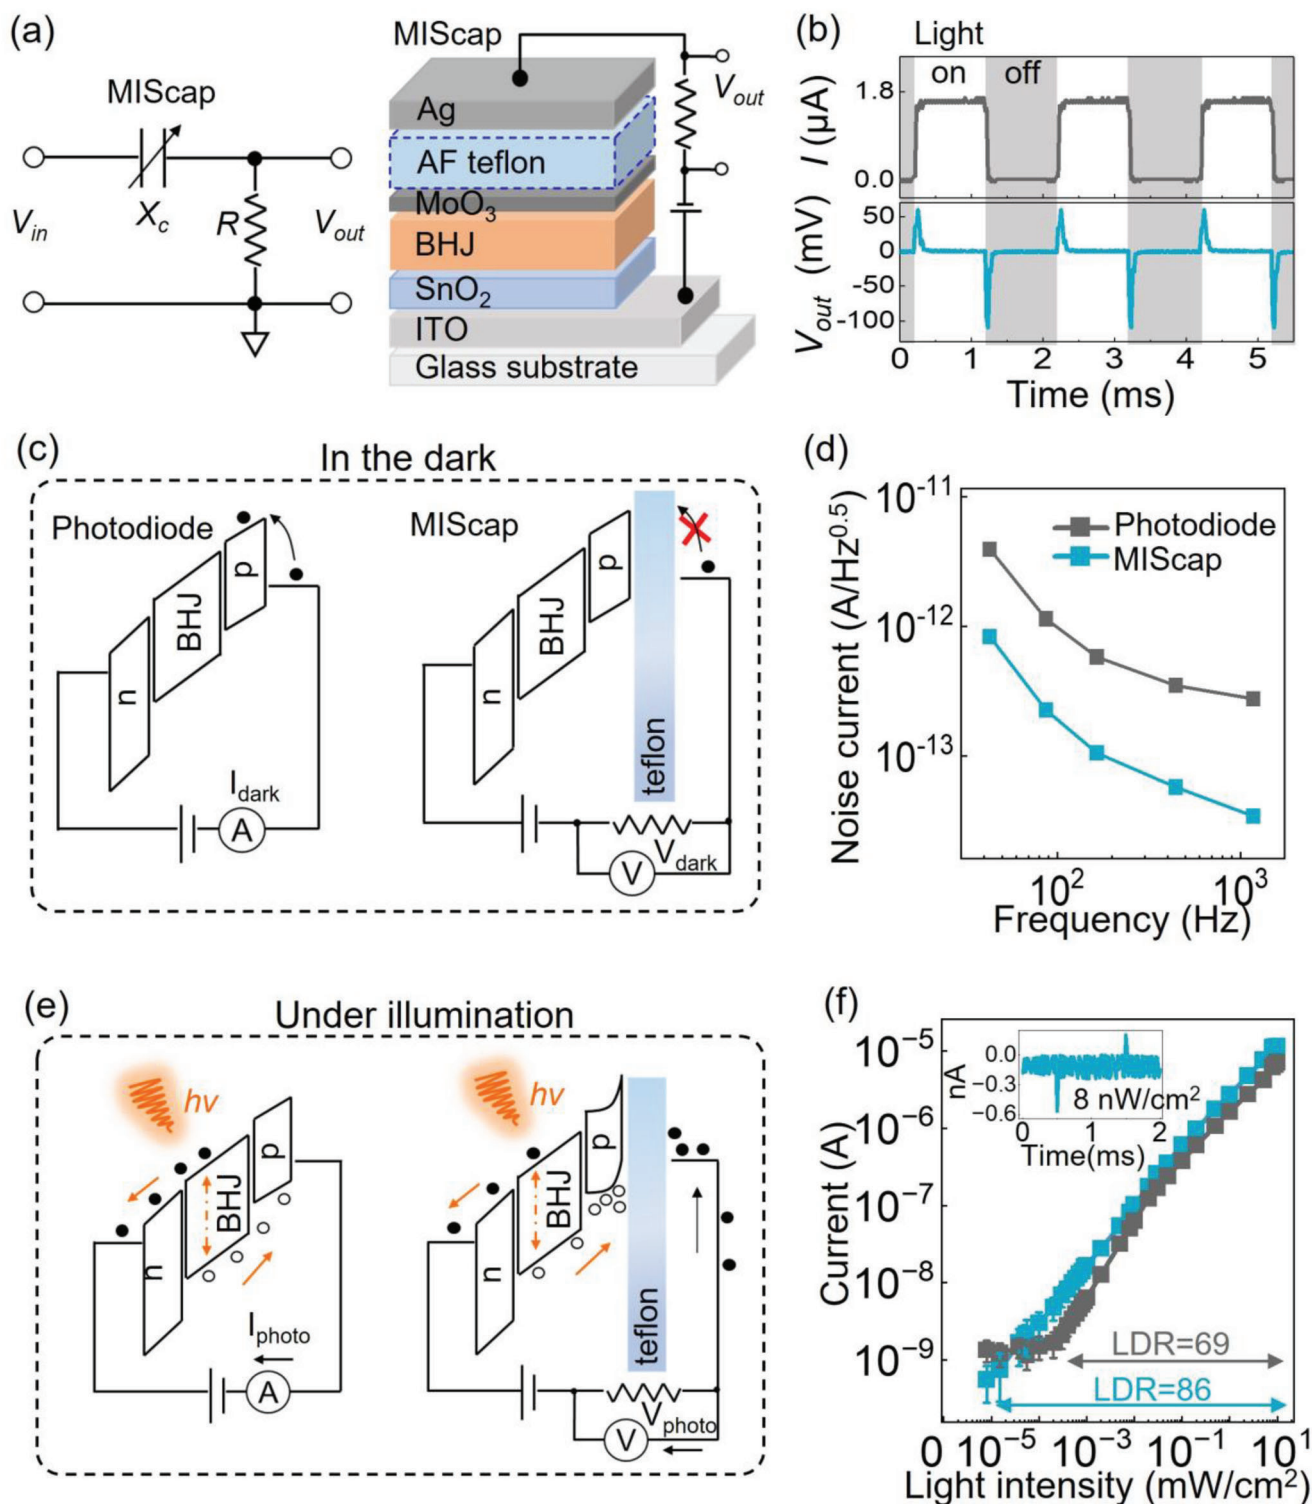 (a)
MIScap
X_c
V_in
R
V_out
MIScap
V_out
Ag
AF teflon
MoO3
BHJ
SnO2
ITO
Glass substrate
(b)
Light
on off
I (μA)
1.8
0.0
V_out (mV)
50
0
-50
-100
0 1 2 3 4 5
Time (ms)
(c)
In the dark
Photodiode
n
BHJ
p
I_dark
A
MIScap
n
BHJ
p
teflon
V_dark
V
(d)
Noise current (A/Hz^0.5)
10^-11
10^-12
10^-13
Photodiode
MIScap
10^2 10^3
Frequency (Hz)
(e)
Under illumination
hν
n
BHJ
p
I_photo
A
hν
n
BHJ
p
teflon
V_photo
V
(f)
Current (A)
10^-5
10^-6
10^-7
10^-8
10^-9
nA
0.0
-0.3
-0.6
8 nW/cm²
0 1 2
Time(ms)
LDR=69
LDR=86
0 10^-5 10^-3 10^-1 10^1
Light intensity (mW/cm²)